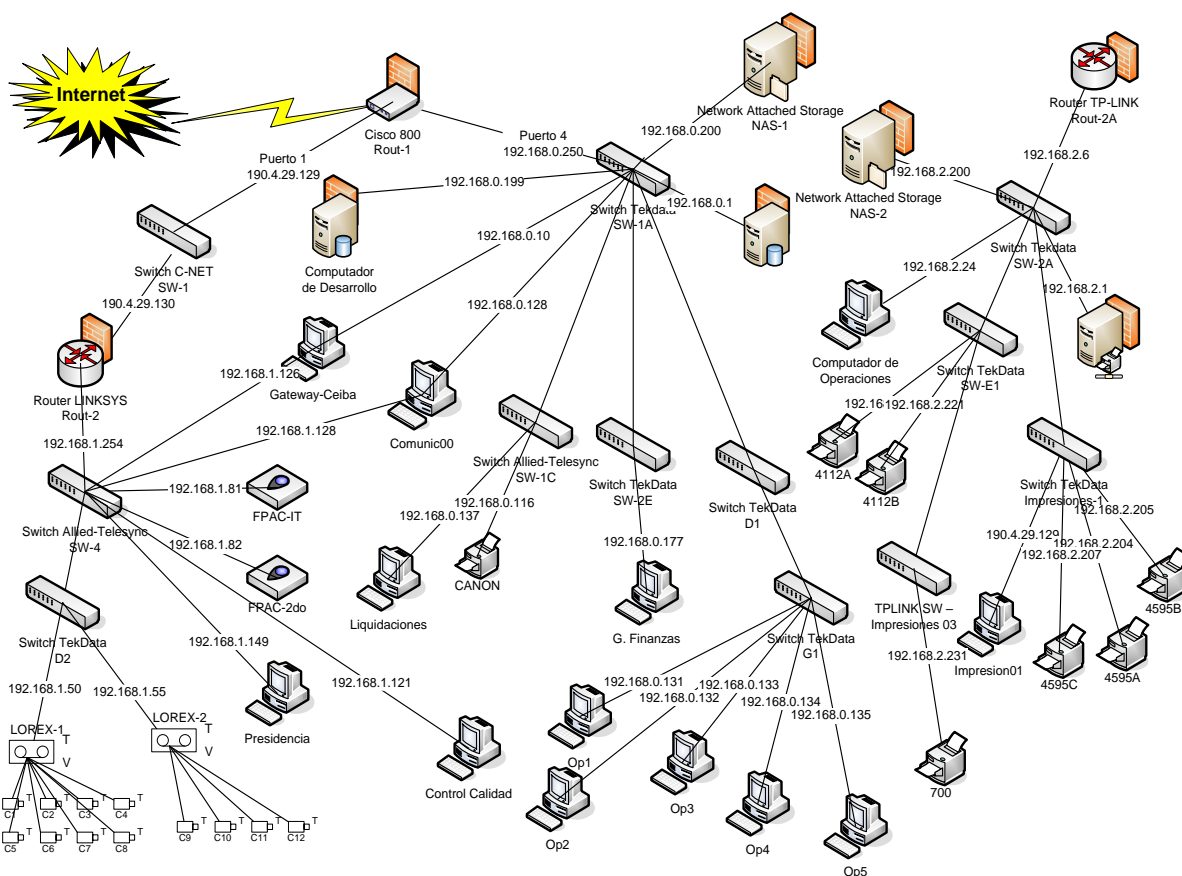 Internet
Cisco 800
Rout-1
Puerto 4
192.168.0.250
Puerto 1
190.4.29.129
Network Attached Storage
NAS-1
192.168.0.200
Router TP-LINK
Rout-2A
192.168.2.6
192.168.2.200
Network Attached Storage
NAS-2
192.168.0.199
192.168.0.1
Switch Tekdata
SW-1A
Switch Tekdata
SW-2A
Switch C-NET
SW-1
190.4.29.130
Computador
de Desarrollo
192.168.0.10
192.168.0.128
192.168.2.24
192.168.2.1
Computador de
Operaciones
Switch TekData
SW-E1
Router LINKSYS
Rout-2
192.168.1.126
Gateway-Ceiba
192.168.1.128
Comunic00
192.168.1.254
192.168.2.221
4112A
4112B
Switch Allied-Telesync
SW-1C
Switch TekData
SW-2E
Switch TekData
D1
Switch TekData
Impresiones-1
192.168.1.81
FPAC-IT
Switch Allied-Telesync
SW-4
192.168.1.82
FPAC-2do
192.168.0.137
192.168.0.116
Liquidaciones
CANON
192.168.0.177
G. Finanzas
Switch TekData
G1
190.4.29.129
192.168.2.205
192.168.2.204
192.168.2.207
TPLINK SW –
Impresiones 03
192.168.2.231
Impresion01
4595C
4595A
4595B
700
Switch TekData
D2
192.168.1.149
Presidencia
192.168.1.121
Control Calidad
192.168.0.131
192.168.0.132
192.168.0.133
192.168.0.134
192.168.0.135
Op1
Op2
Op3
Op4
Op5
192.168.1.50
192.168.1.55
LOREX-1
T
V
LOREX-2
T
V
C1
T
C2
T
C3
T
C4
T
C5
C6
T
C7
T
C8
T
C9
T
C10
T
C11
T
C12
T